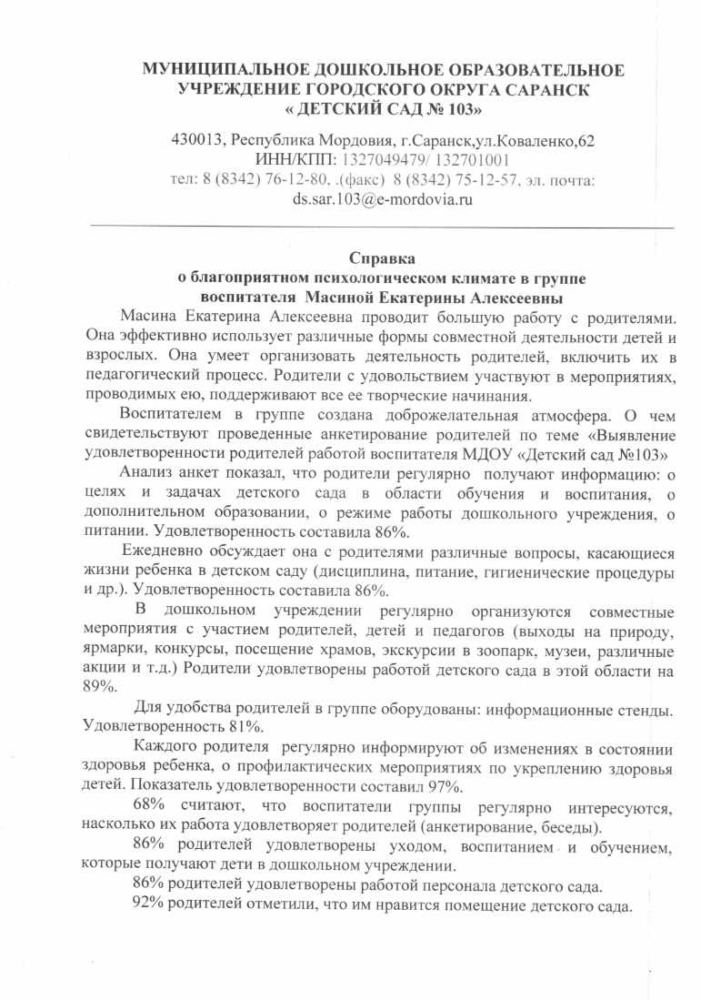 МУНИЦИПАЛЬНОЕ ДОШКОЛЬНОЕ ОБРАЗОВАТЕЛЬНОЕ
УЧРЕЖДЕНИЕ ГОРОДСКОГО ОКРУГА САРАНСК
« ДЕТСКИЙ САД № 103»
430013, Республика Мордовия, г.Саранск,ул.Коваленко,62
ИНН/КПП: 1327049479/ 132701001
тел: 8 (8342) 76-12-80, .(факс) 8 (8342) 75-12-57, эл. почта:
ds.sar.103@e-mordovia.ru
Справка
о благоприятном психологическом климате в группе
воспитателя Масиной Екатерины Алексеевны
Масина Екатерина Алексеевна проводит большую работу с родителями.
Она эффективно использует различные формы совместной деятельности детей и
взрослых. Она умеет организовать деятельность родителей, включить их в
педагогический процесс. Родители с удовольствием участвуют в мероприятиях,
проводимых ею, поддерживают все ее творческие начинания.
Воспитателем в группе создана доброжелательная атмосфера. О чем
свидетельствуют проведенные анкетирование родителей по теме «Выявление
удовлетворенности родителей работой воспитателя МДОУ «Детский сад №103»
Анализ анкет показал, что родители регулярно получают информацию: о
целях и задачах детского сада в области обучения и воспитания, о
дополнительном образовании, о режиме работы дошкольного учреждения, о
питании. Удовлетворенность составила 86%.
Ежедневно обсуждает она с родителями различные вопросы, касающиеся
жизни ребенка в детском саду (дисциплина, питание, гигиенические процедуры
и др.). Удовлетворенность составила 86%.
В дошкольном учреждении регулярно организуются совместные
мероприятия с участием родителей, детей и педагогов (выходы на природу,
ярмарки, конкурсы, посещение храмов, экскурсии в зоопарк, музеи, различные
акции и т.д.) Родители удовлетворены работой детского сада в этой области на
89%.
Для удобства родителей в группе оборудованы: информационные стенды.
Удовлетворенность 81%.
Каждого родителя регулярно информируют об изменениях в состоянии
здоровья ребенка, о профилактических мероприятиях по укреплению здоровья
детей. Показатель удовлетворенности составил 97%.
68% считают, что воспитатели группы регулярно интересуются,
насколько их работа удовлетворяет родителей (анкетирование, беседы).
86% родителей удовлетворены уходом, воспитанием и обучением,
которые получают дети в дошкольном учреждении.
86% родителей удовлетворены работой персонала детского сада.
92% родителей отметили, что им нравится помещение детского сада.